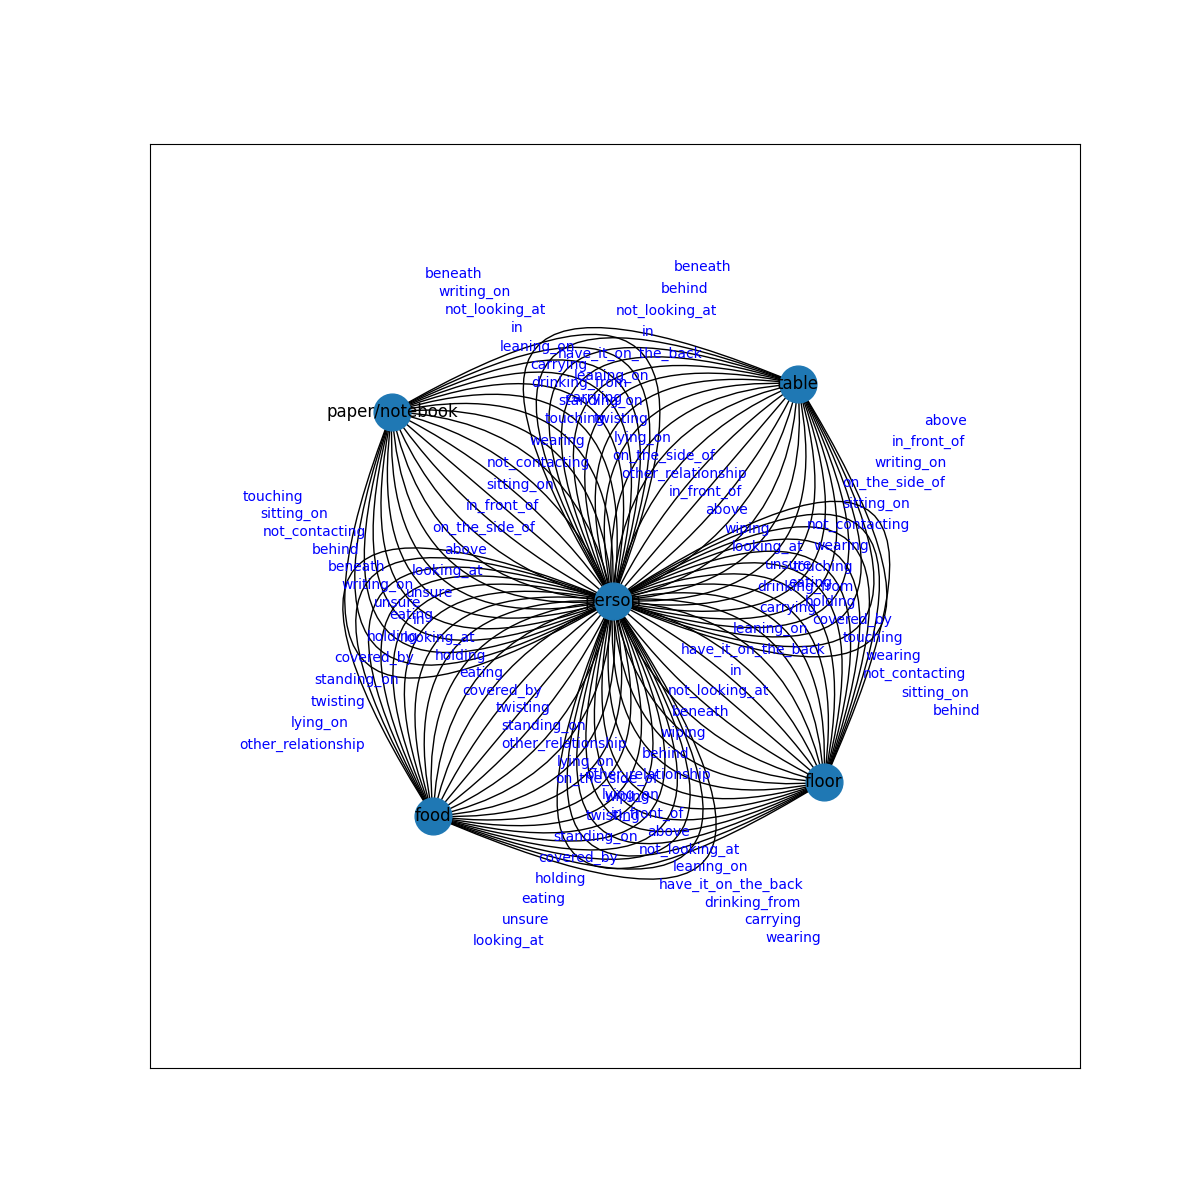 beneath
beneath
writing_on
behind
not_looking_at
not_looking_at
in
in
leaning_on
have_it_on_the_back
carrying
leaning_on
drinking_from
table
carrying
standing_on
paper/notebook
touching
twisting
above
wearing
lying_on
in_front_of
on_the_side_of
not_contacting
writing_on
other_relationship
sitting_on
on_the_side_of
in_front_of
touching
sitting_on
in_front_of
above
sitting_on
on_the_side_of
wiping
not_contacting
not_contacting
behind
above
looking_at
wearing
beneath
looking_at
unsure
touching
writing_on
unsure
drinking_from
eating
unsure
person
holding
eating
in
carrying
covered_by
holding
looking_at
leaning_on
touching
covered_by
holding
have_it_on_the_back
wearing
standing_on
eating
in
not_contacting
twisting
covered_by
not_looking_at
sitting_on
lying_on
twisting
beneath
behind
standing_on
wiping
other_relationship
other_relationship
behind
lying_on
other_relationship
on_the_side_of
floor
lying_on
wiping
food
twisting
in_front_of
standing_on
above
covered_by
not_looking_at
holding
leaning_on
eating
have_it_on_the_back
unsure
drinking_from
looking_at
carrying
wearing